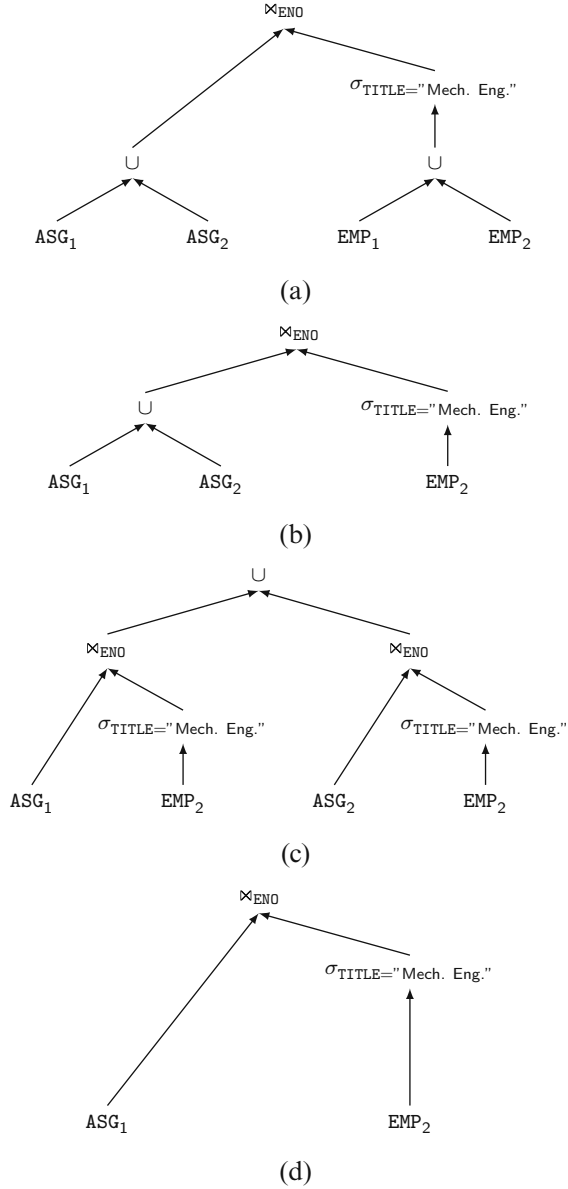 ⋈ENO
σTITLE="Mech. Eng."
∪ ∪
ASG1 ASG2 EMP1 EMP2
(a)
⋈ENO
∪ σTITLE="Mech. Eng."
ASG1 ASG2 EMP2
(b)
∪
⋈ENO ⋈ENO
σTITLE="Mech. Eng." σTITLE="Mech. Eng."
ASG1 EMP2 ASG2 EMP2
(c)
⋈ENO
σTITLE="Mech. Eng."
ASG1 EMP2
(d)